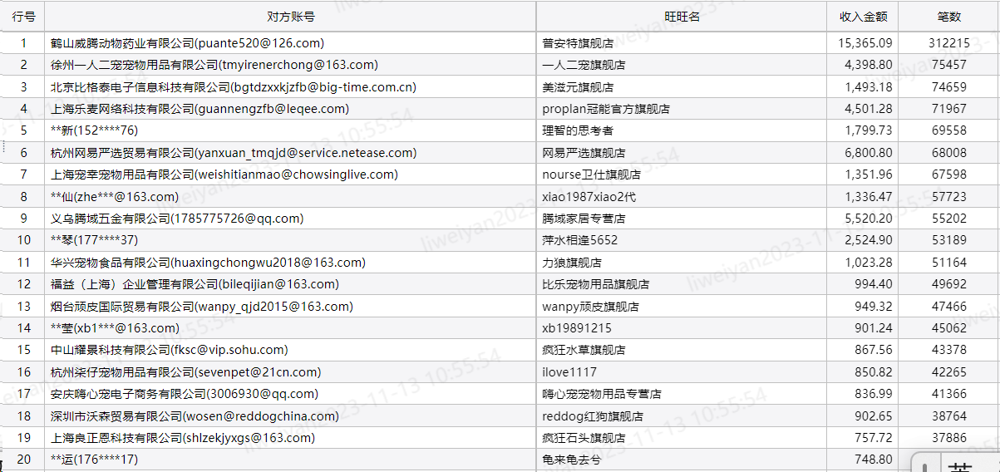 行号 对方账号 旺旺名 收入金额 笔数
1 鹤山威腾动物药业有限公司(puante520@126.com) 普安特旗舰店 15,365.09 312215
2 徐州一人二宠宠物用品有限公司(tmyirenerchong@163.com) 一人二宠旗舰店 4,398.80 75457
3 北京比格泰电子信息科技有限公司(bgtdzxxkjzfb@big-time.com.cn) 美滋元旗舰店 1,493.18 74659
4 上海乐麦网络科技有限公司(guannengzfb@leqee.com) proplan冠能官方旗舰店 4,501.28 71967
5 **新(152****76) 理智的思考者 1,799.73 69558
6 杭州网易严选贸易有限公司(yanxuan_tmqjd@service.netease.com) 网易严选旗舰店 6,800.80 68008
7 上海宠幸宠物用品有限公司(weishitianmao@chowsinglive.com) nourse卫仕旗舰店 1,351.96 67598
8 **仙(zhe***@163.com) xiao1987xiao2代 1,336.47 57723
9 义乌腾域五金有限公司(1785775726@qq.com) 腾域家居专营店 5,520.20 55202
10 **琴(177****37) 萍水相逢5652 2,524.90 53189
11 华兴宠物食品有限公司(huaxingchongwu2018@163.com) 力狼旗舰店 1,023.28 51164
12 福益（上海）企业管理有限公司(bileqijian@163.com) 比乐宠物用品旗舰店 994.40 49692
13 烟台顽皮国际贸易有限公司(wanpy_qjd2015@163.com) wanpy顽皮旗舰店 949.32 47466
14 **莹(xb1***@163.com) xb19891215 901.24 45062
15 中山耀景科技有限公司(fksc@vip.sohu.com) 疯狂水草旗舰店 867.56 43378
16 杭州柒仔宠物用品有限公司(sevenpet@21cn.com) ilove1117 850.82 42265
17 安庆嗨心宠电子商务有限公司(3006930@qq.com) 嗨心宠宠物用品专营店 836.99 41366
18 深圳市沃森贸易有限公司(wosen@reddogchina.com) reddog红狗旗舰店 902.65 38764
19 上海良正恩科技有限公司(shlzekjyxgs@163.com) 疯狂石头旗舰店 757.72 37886
20 **运(176****17) 龟来龟去兮 748.80
liweiyan2023-11-13 10:55:54